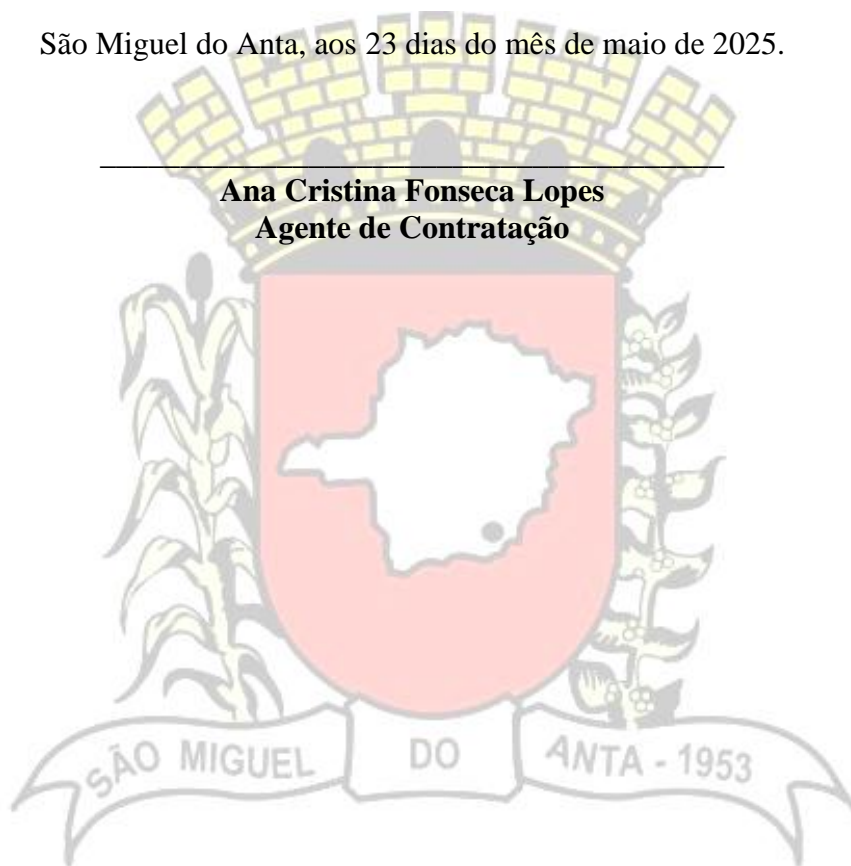 São Miguel do Anta, aos 23 dias do mês de maio de 2025.
_______________________________________
Ana Cristina Fonseca Lopes
Agente de Contratação
SÃO MIGUEL DO ANTA - 1953